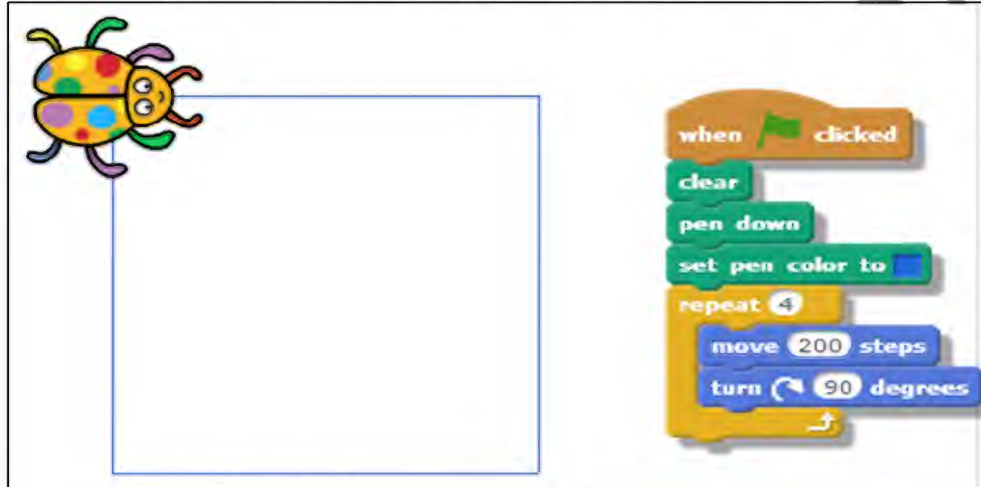 when clicked
clear
pen down
set pen color to
repeat 4
move 200 steps
turn 90 degrees